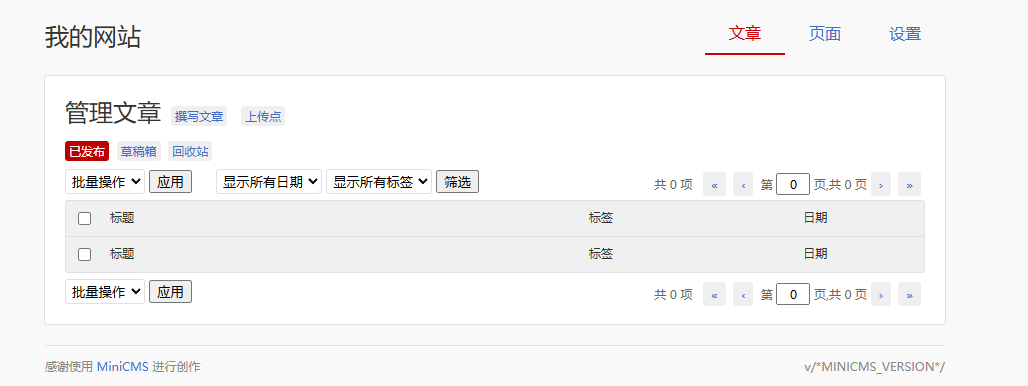 我的网站 文章 页面 设置
管理文章 撰写文章 上传点
已发布 草稿箱 回收站
批量操作 应用 显示所有日期 显示所有标签 筛选 共 0 项 « ‹ 第 0 页,共 0 页 › »
标题 标签 日期
标题 标签 日期
批量操作 应用 共 0 项 « ‹ 第 0 页,共 0 页 › »
感谢使用 MiniCMS 进行创作 v/*MINICMS_VERSION*/